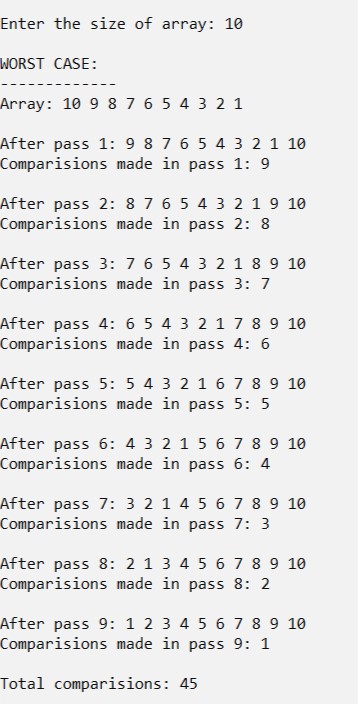 Enter the size of array: 10
WORST CASE:
-------------
Array: 10 9 8 7 6 5 4 3 2 1
After pass 1: 9 8 7 6 5 4 3 2 1 10
Comparisions made in pass 1: 9
After pass 2: 8 7 6 5 4 3 2 1 9 10
Comparisions made in pass 2: 8
After pass 3: 7 6 5 4 3 2 1 8 9 10
Comparisions made in pass 3: 7
After pass 4: 6 5 4 3 2 1 7 8 9 10
Comparisions made in pass 4: 6
After pass 5: 5 4 3 2 1 6 7 8 9 10
Comparisions made in pass 5: 5
After pass 6: 4 3 2 1 5 6 7 8 9 10
Comparisions made in pass 6: 4
After pass 7: 3 2 1 4 5 6 7 8 9 10
Comparisions made in pass 7: 3
After pass 8: 2 1 3 4 5 6 7 8 9 10
Comparisions made in pass 8: 2
After pass 9: 1 2 3 4 5 6 7 8 9 10
Comparisions made in pass 9: 1
Total comparisions: 45